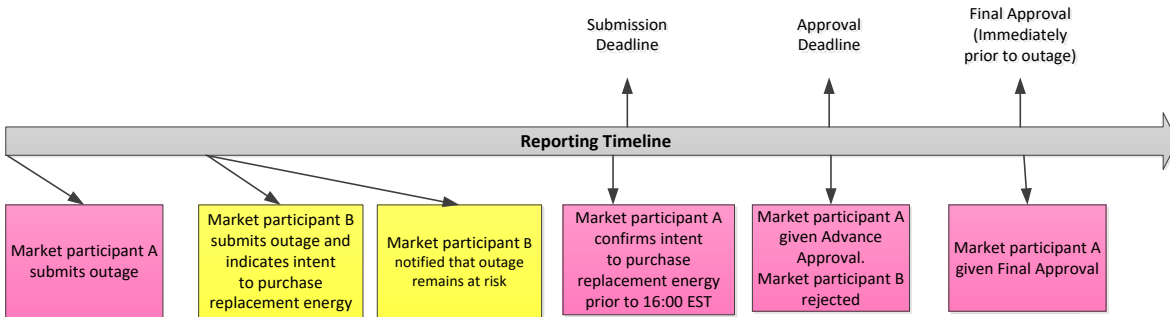 Submission
Deadline
Approval
Deadline
Final Approval
(Immediately
prior to outage)
Reporting Timeline
Market participant A
submits outage
Market participant B
submits outage and
indicates intent
to purchase
replacement energy
Market participant B
notified that outage
remains at risk
Market participant A
confirms intent
to purchase
replacement energy
prior to 16:00 EST
Market participant A
given Advance
Approval.
Market participant B
rejected
Market participant A
given Final Approval